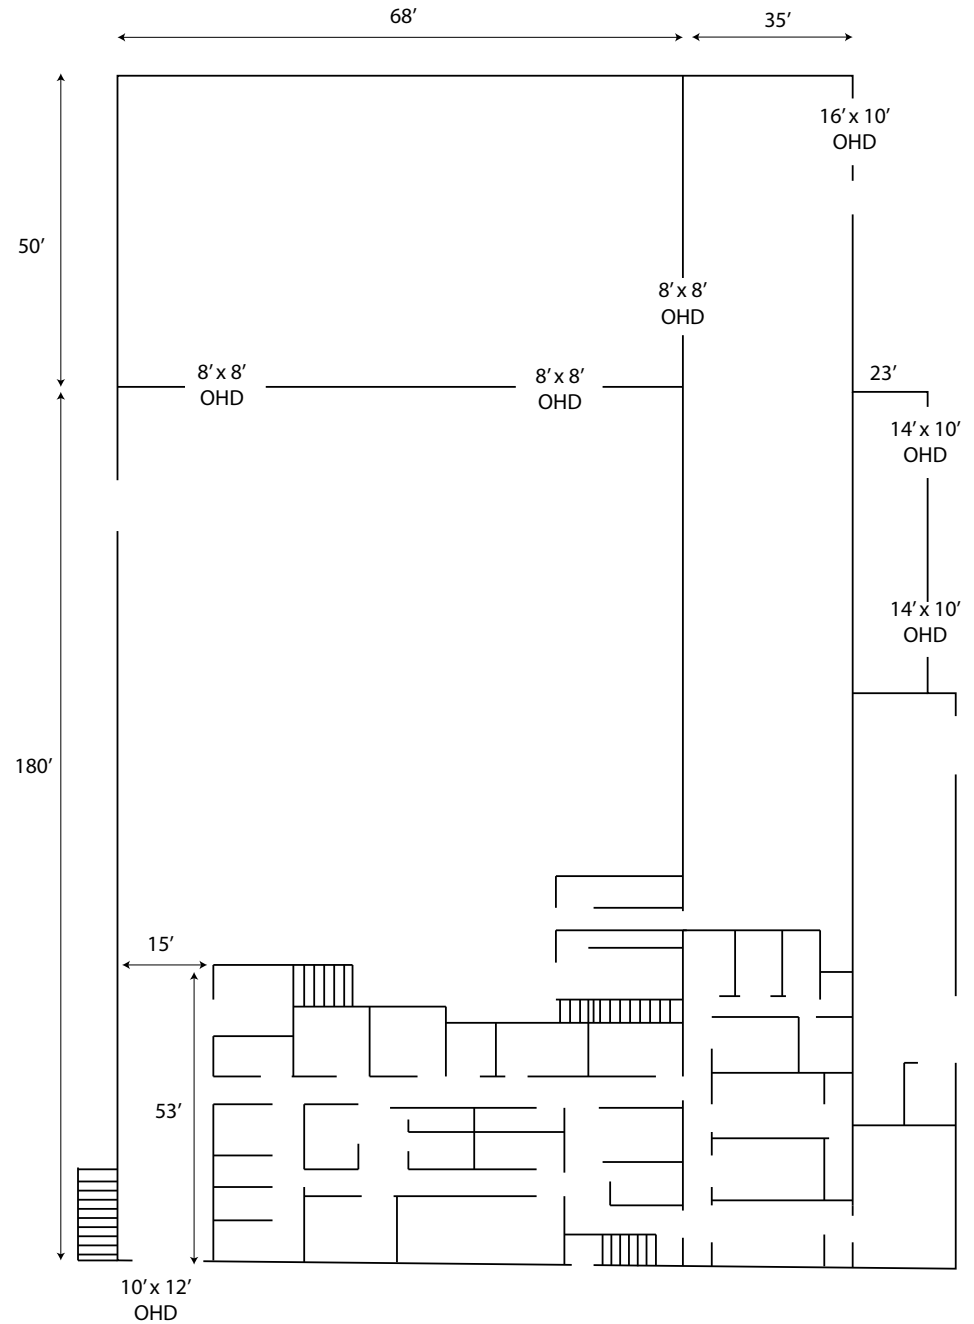 68’
35’
16’ x 10’
OHD
50’
8’ x 8’
OHD
8’ x 8’
OHD
8’ x 8’
OHD
23’
14’ x 10’
OHD
14’ x 10’
OHD
180’
15’
53’
10’ x 12’
OHD